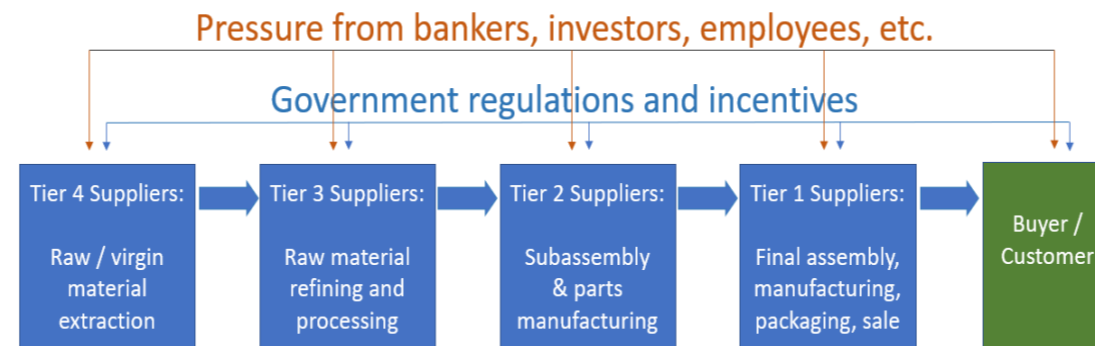 Pressure from bankers, investors, employees, etc.
Government regulations and incentives
Tier 4 Suppliers:
Raw / virgin
material
extraction
Tier 3 Suppliers:
Raw material
refining and
processing
Tier 2 Suppliers:
Subassembly
& parts
manufacturing
Tier 1 Suppliers:
Final assembly,
manufacturing,
packaging, sale
Buyer /
Customer